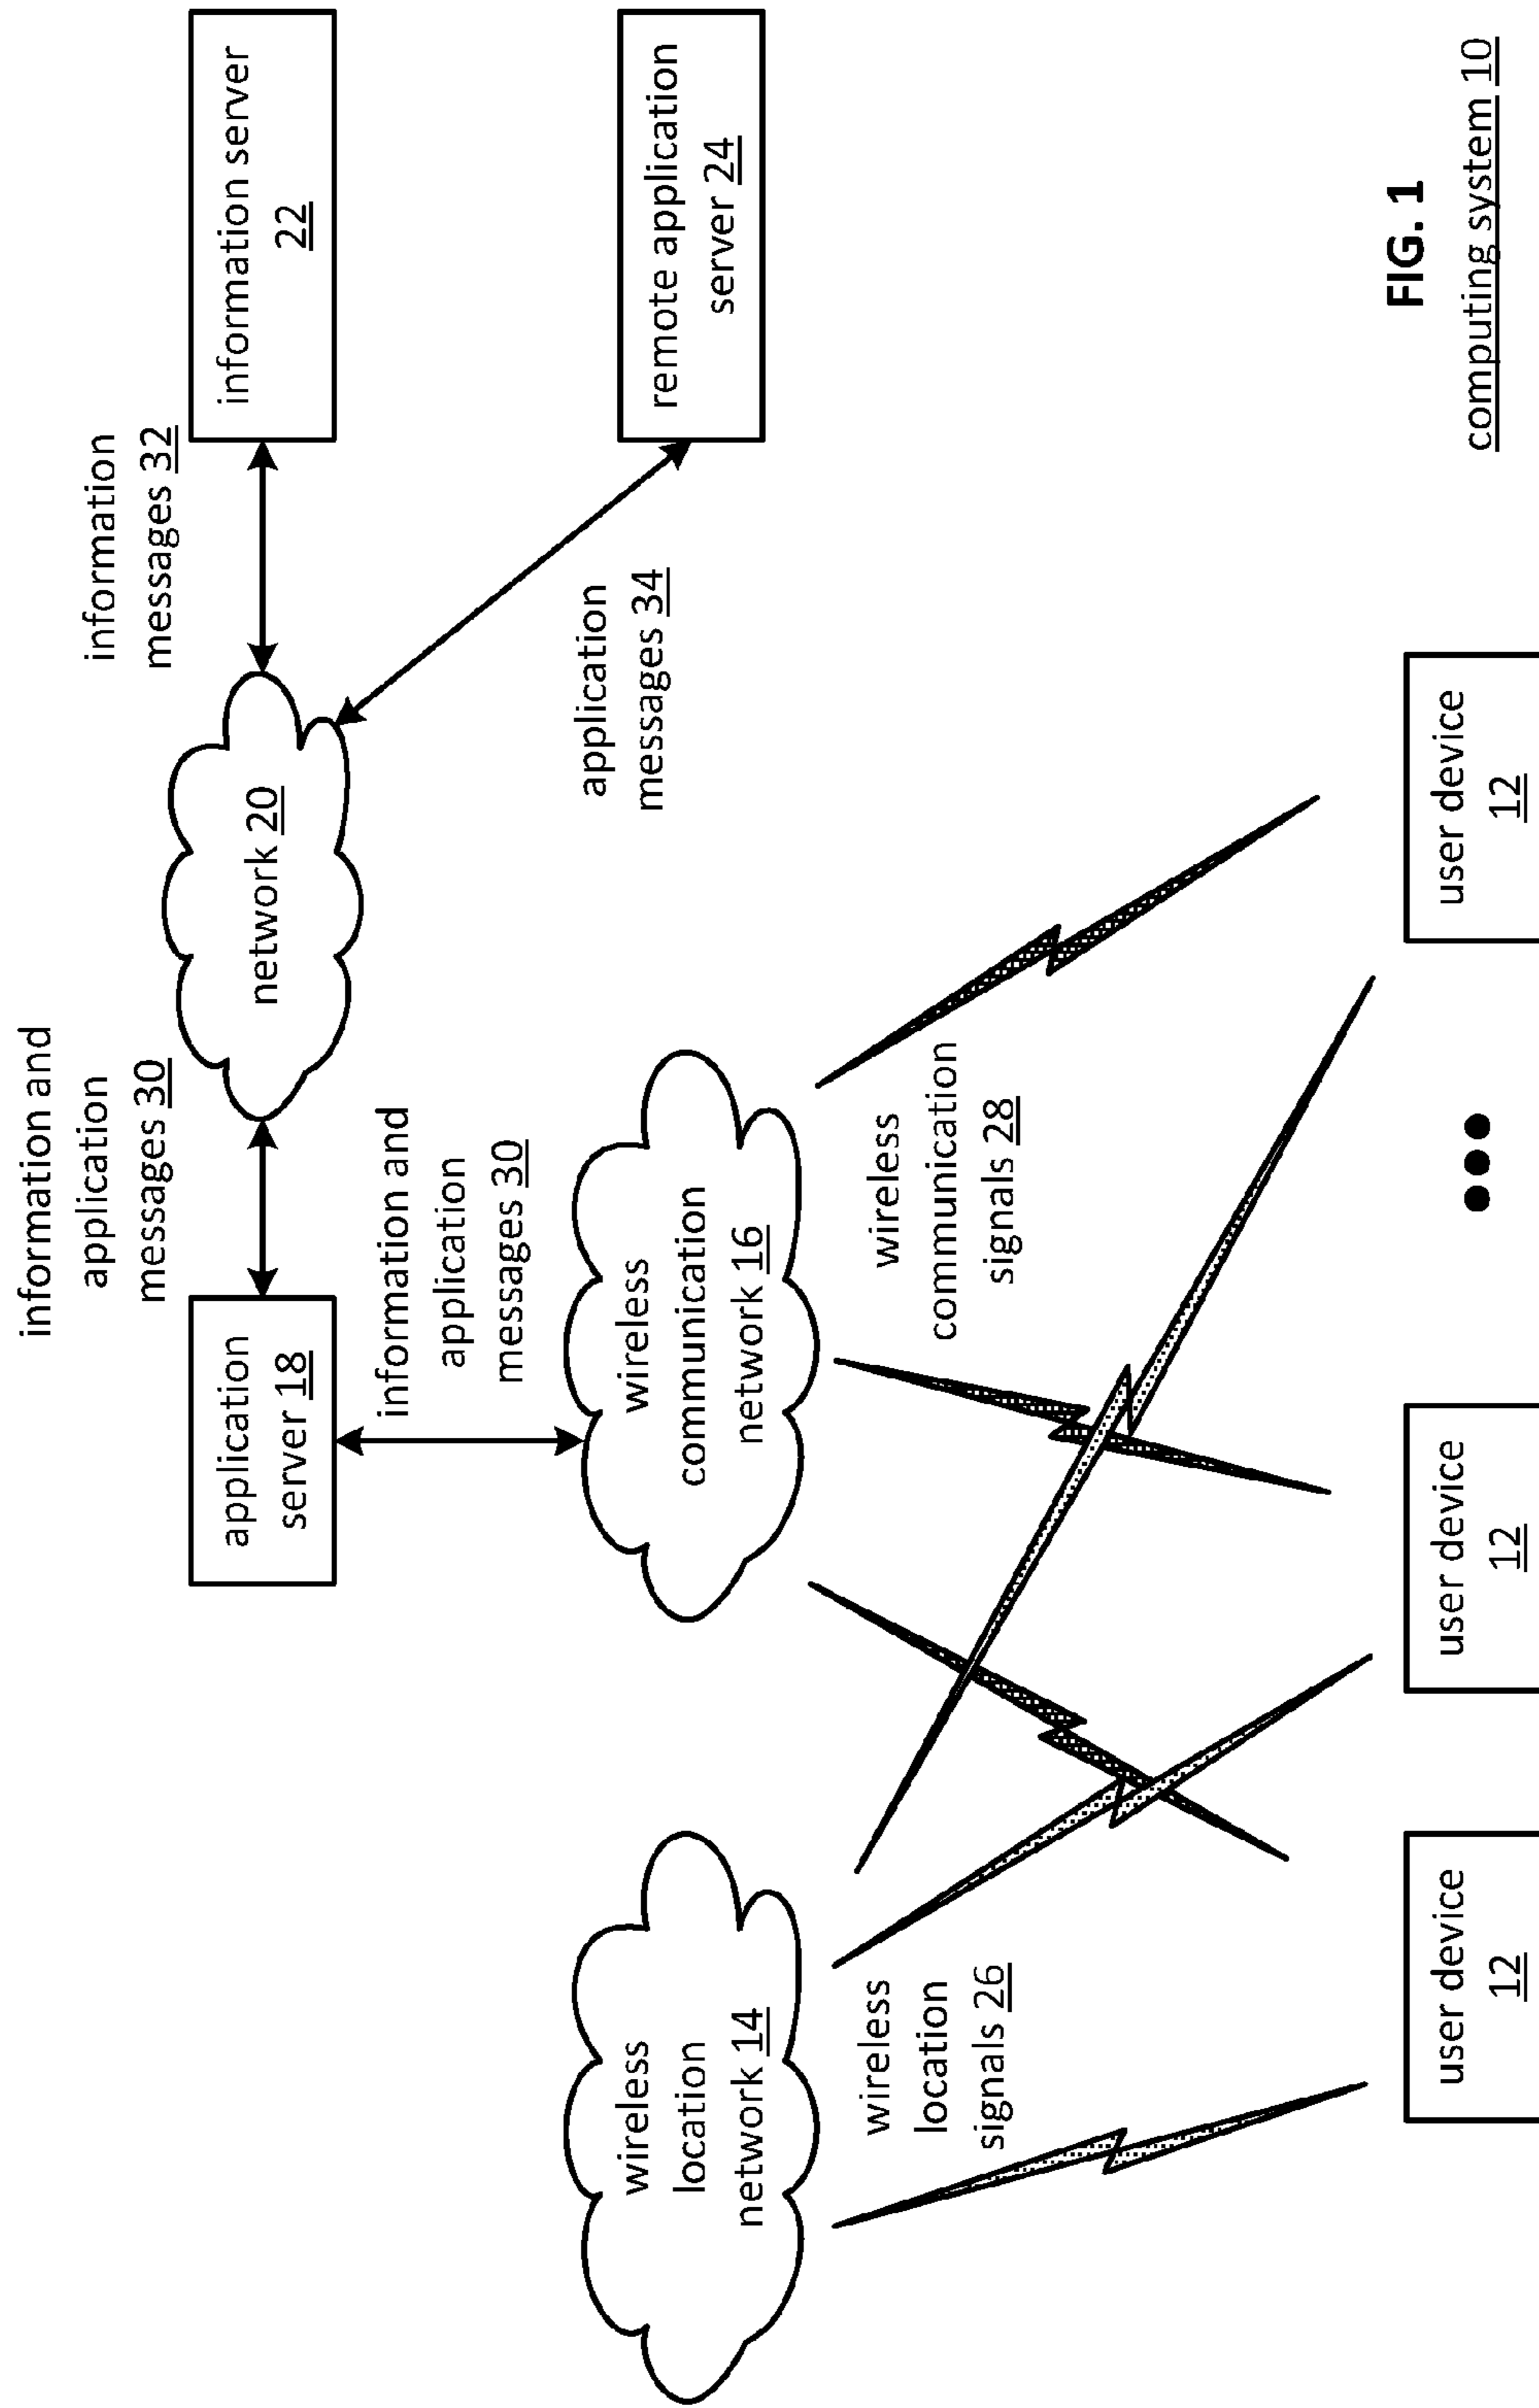 information and
application
messages 30
application
server 18
network 20
information
messages 32
information server
22
information and
application
messages 30
application
messages 34
remote application
server 24
wireless
location
network 14
wireless
communication
network 16
wireless
location
signals 26
wireless
communication
signals 28
user device
12
user device
12
user device
12
FIG. 1
computing system 10